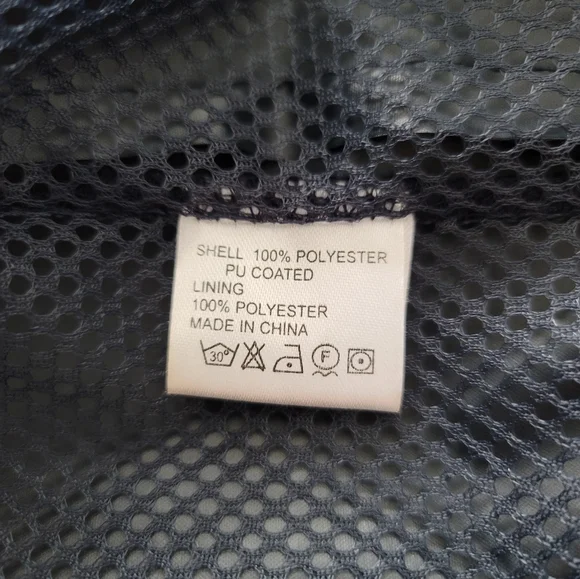 SHELL 100% POLYESTER
PU COATED
LINING
100% POLYESTER
MADE IN CHINA
30° F